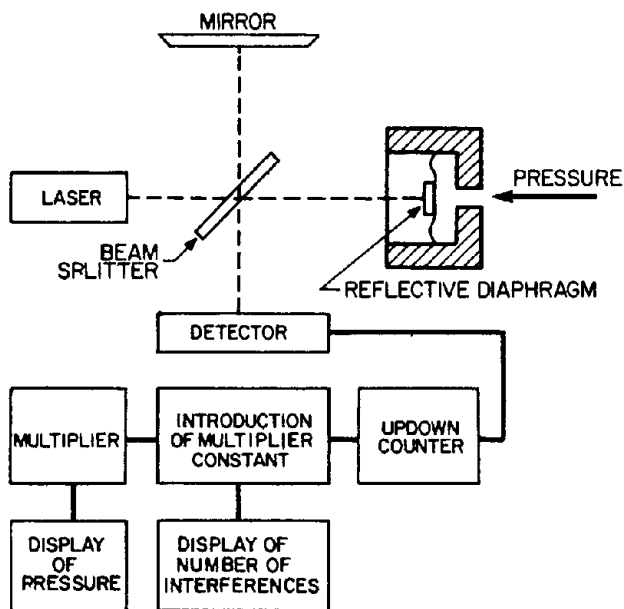 MIRROR
LASER
PRESSURE
BEAM
SPLITTER
REFLECTIVE DIAPHRAGM
DETECTOR
MULTIPLIER
INTRODUCTION
OF MULTIPLIER
CONSTANT
UPDOWN
COUNTER
DISPLAY
OF
PRESSURE
DISPLAY OF
NUMBER OF
INTERFERENCES